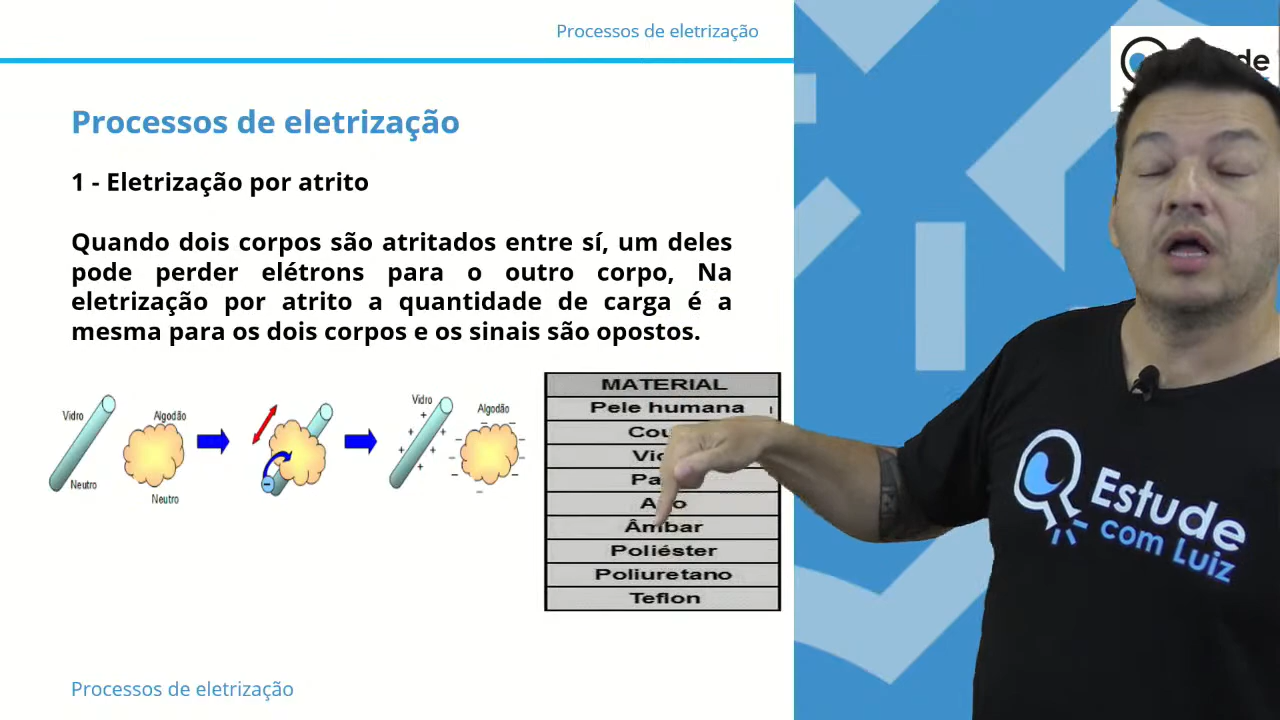 Processos de eletrização
Processos de eletrização
1 - Eletrização por atrito
Quando dois corpos são atritados entre sí, um deles
pode perder elétrons para o outro corpo, Na
eletrização por atrito a quantidade de carga é a
mesma para os dois corpos e os sinais são opostos.
Vidro
Algodão
Neutro
Neutro
Vidro
Algodão
MATERIAL
Pele humana
Âmbar
Poliéster
Poliuretano
Teflon
Estude
com Luiz
Processos de eletrização